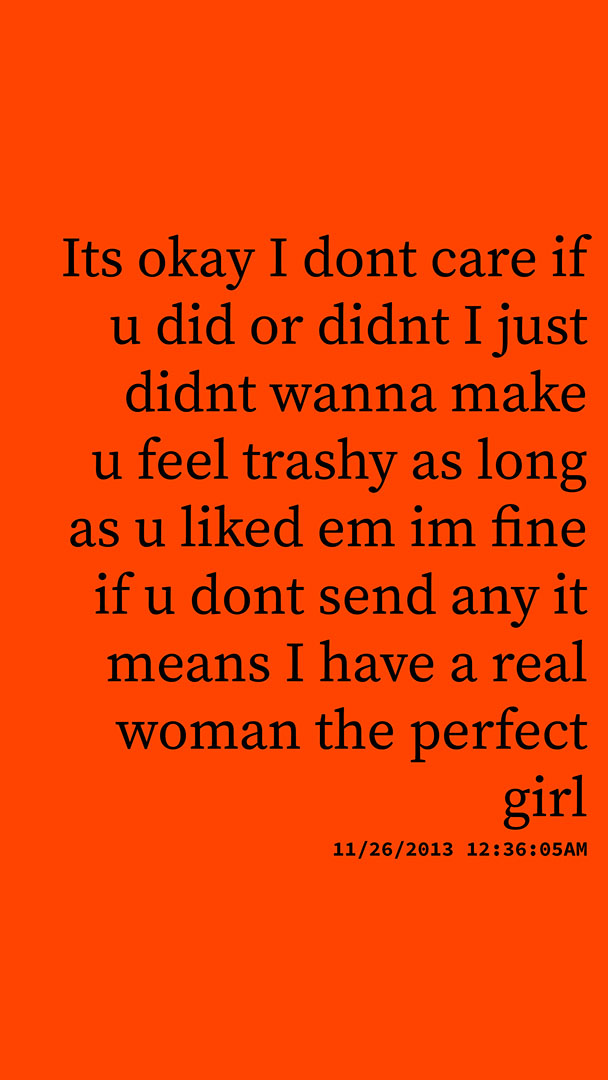 Its okay I dont care if
u did or didnt I just
didnt wanna make
u feel trashy as long
as u liked em im fine
if u dont send any it
means I have a real
woman the perfect
girl
11/26/2013 12:36:05AM